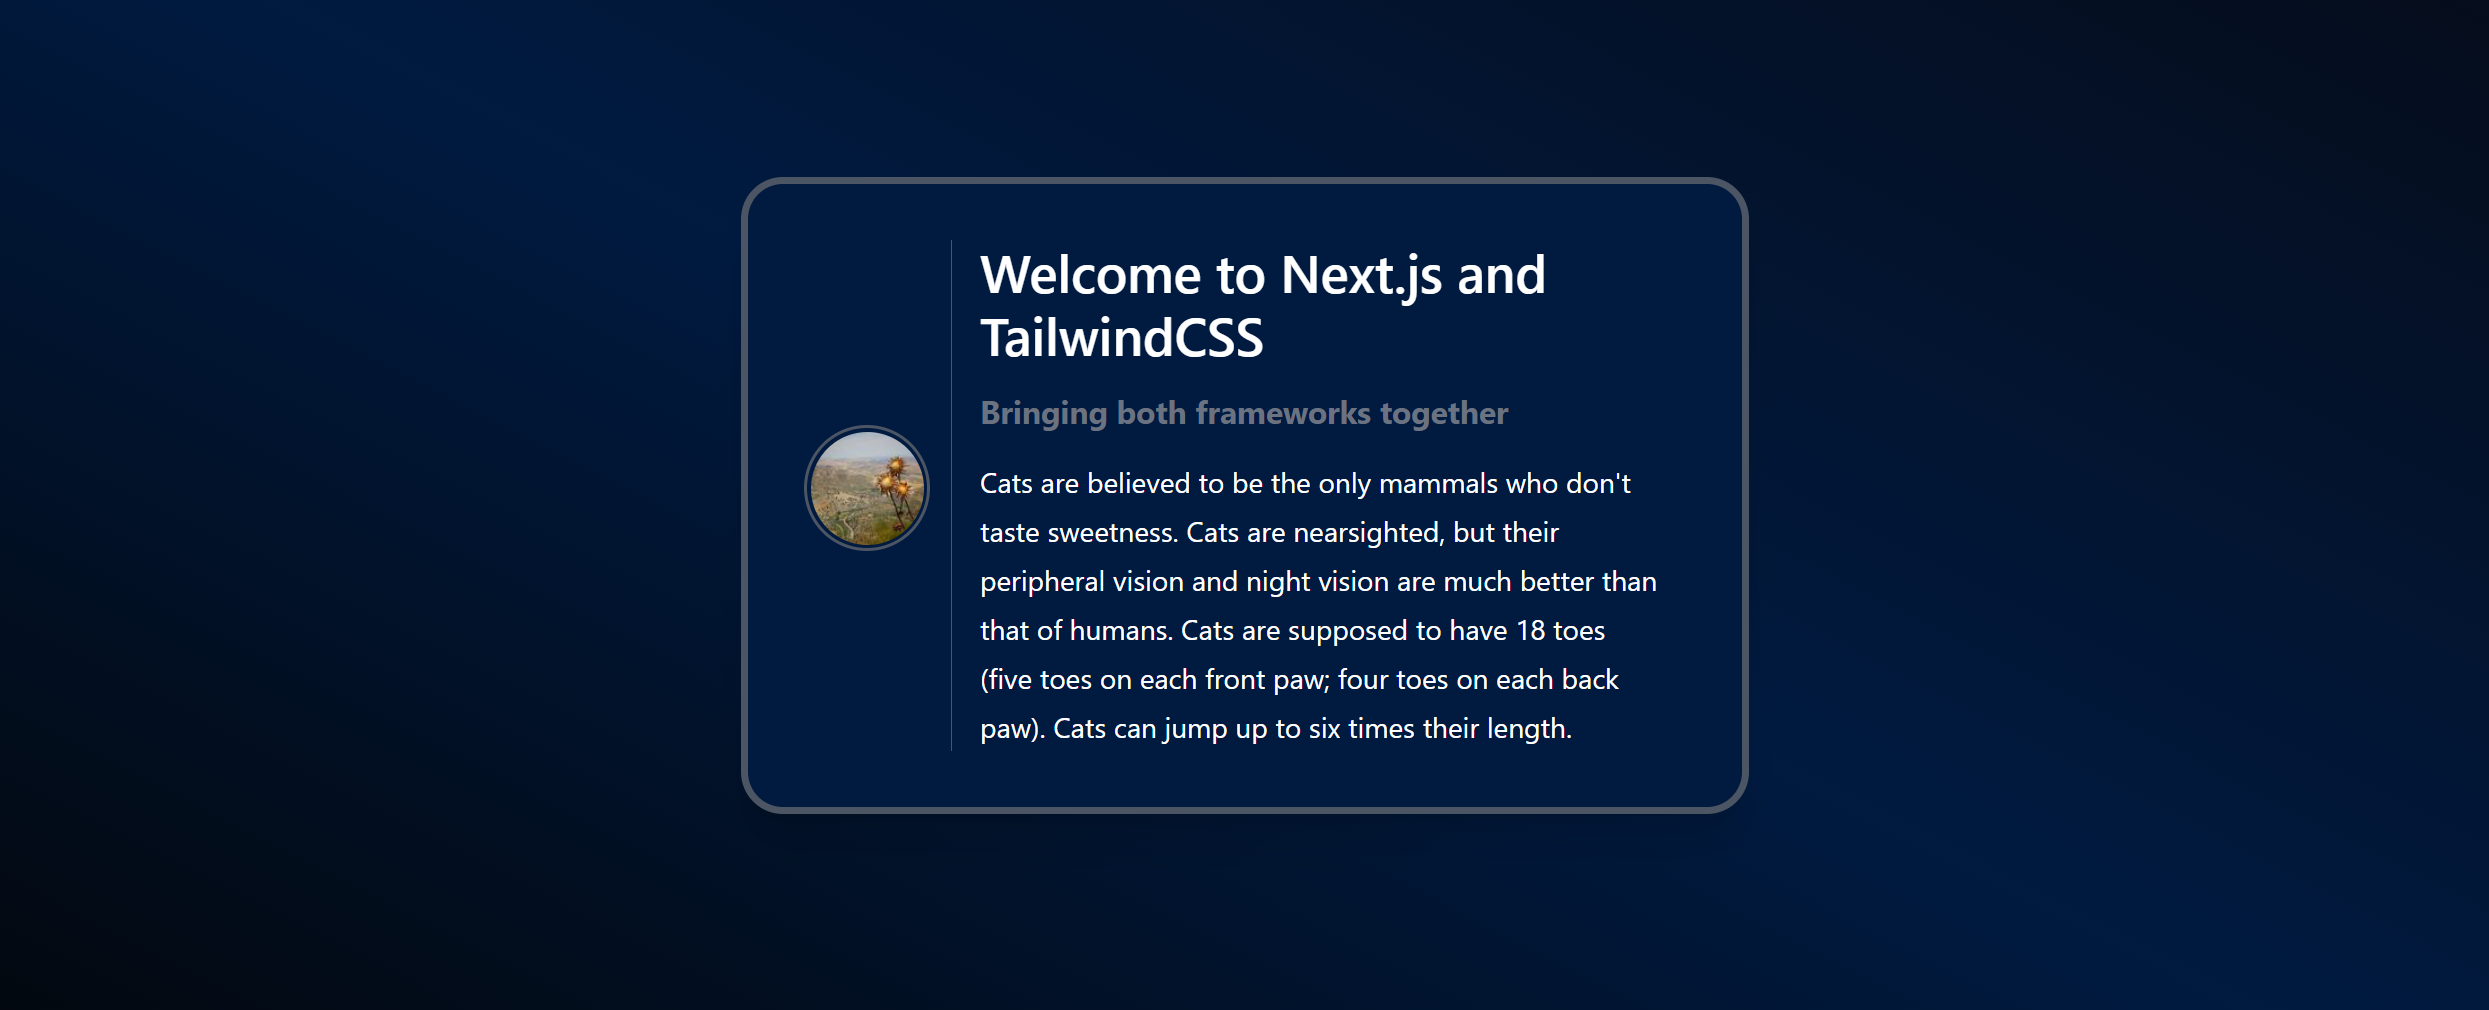 Welcome to Next.js and
TailwindCSS
Bringing both frameworks together
Cats are believed to be the only mammals who don't
taste sweetness. Cats are nearsighted, but their
peripheral vision and night vision are much better than
that of humans. Cats are supposed to have 18 toes
(five toes on each front paw; four toes on each back
paw). Cats can jump up to six times their length.